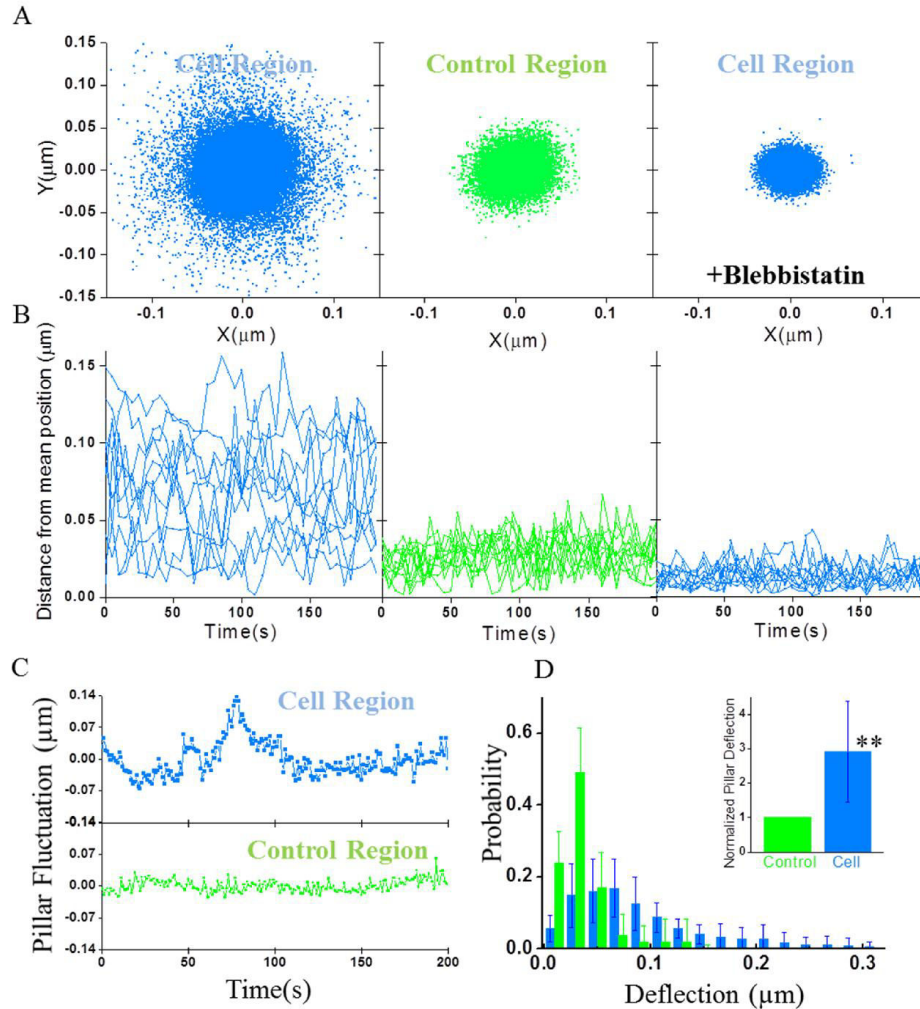 A
Cell Region
Control Region
Cell Region
+Blebbistatin
0.15
0.10
0.05
0.00
-0.05
-0.10
-0.15
Y(µm)
-0.1 0.0 0.1
-0.1 0.0 0.1
-0.1 0.0 0.1
X(µm)
X(µm)
X(µm)
B
Distance from mean position (µm)
0.15
0.10
0.05
0.00
0 50 100 150
0 50 100 150
0 50 100 150
Time(s)
Time(s)
Time(s)
C
Pillar Fluctuation (µm)
0.14
0.07
0.00
-0.07
-0.14
Cell Region
0.07
0.00
-0.07
-0.14
Control Region
0 50 100 150 200
Time(s)
D
Probability
0.6
0.4
0.2
0.0
0.0 0.1 0.2 0.3
Deflection (µm)
Normalized Pillar Deflection
4
3
2
1
0
**
Control Cell